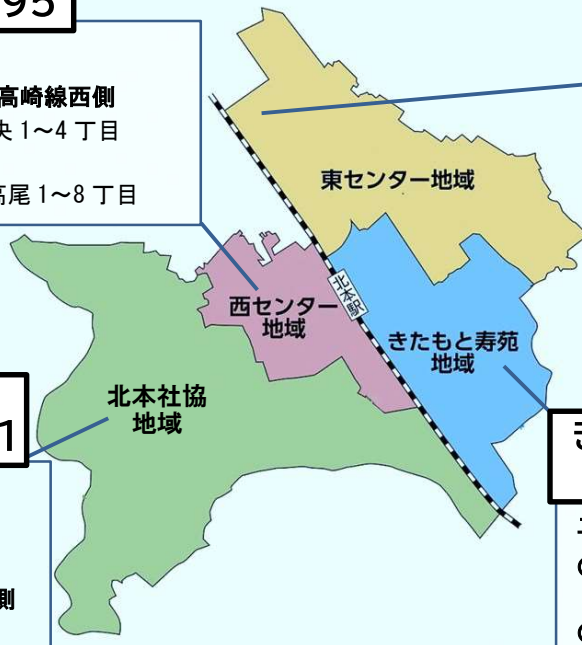 95
高崎線西側
央 1～4 丁目
高尾 1～8 丁目
東センター地域
北本駅
西センター
地域
きたもと寿苑
地域
北本社協
地域
1
側
き